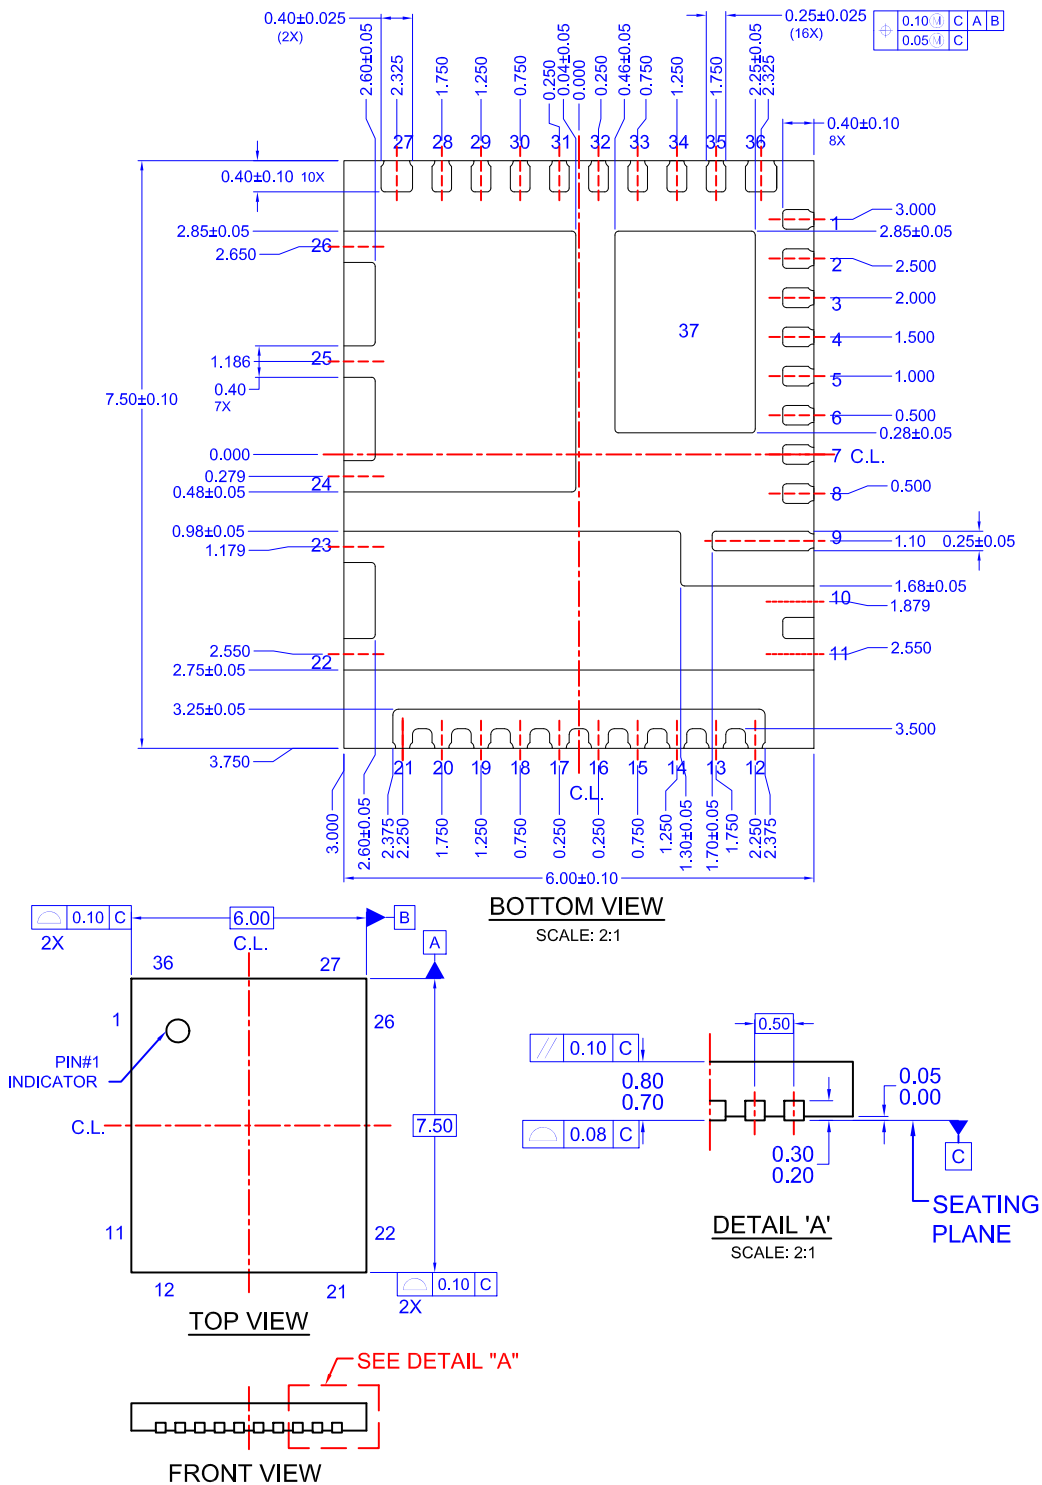 0.40±0.025
(2X)
2.60±0.05
2.325
1.750
1.250
0.750
0.250
0.04±0.05
0.000
0.250
0.46±0.05
0.750
1.250
1.750
2.25±0.05
2.325
0.25±0.025
(16X)
0.10 Ⓜ C A B
0.05 Ⓜ C
0.40±0.10
8X
27 28 29 30 31 32 33 34 35 36
0.40±0.10 10X
2.85±0.05
2.650
26
1.186
25
0.40
7X
7.50±0.10
0.000
0.279
24
0.48±0.05
0.98±0.05
1.179
23
2.550
22
2.75±0.05
3.25±0.05
3.750
37
1
3.000
2.85±0.05
2
2.500
3
2.000
4
1.500
5
1.000
6
0.500
0.28±0.05
7 C.L.
8
0.500
9
1.10
0.25±0.05
1.68±0.05
10
1.879
11
2.550
3.500
21 20 19 18 17 16 15 14 13 12
C.L.
3.000
2.60±0.05
2.375
2.250
1.750
1.250
0.750
0.250
0.250
0.750
1.250
1.30±0.05
1.70±0.05
1.750
2.250
2.375
6.00±0.10
BOTTOM VIEW
SCALE: 2:1
0.10 C
2X
6.00
B
C.L.
A
36
27
1
26
PIN#1
INDICATOR
C.L.
7.50
11
22
12
21
0.10 C
2X
TOP VIEW
0.50
0.10 C
0.80
0.70
0.08 C
0.05
0.00
0.30
0.20
C
SEATING
PLANE
DETAIL 'A'
SCALE: 2:1
SEE DETAIL "A"
FRONT VIEW